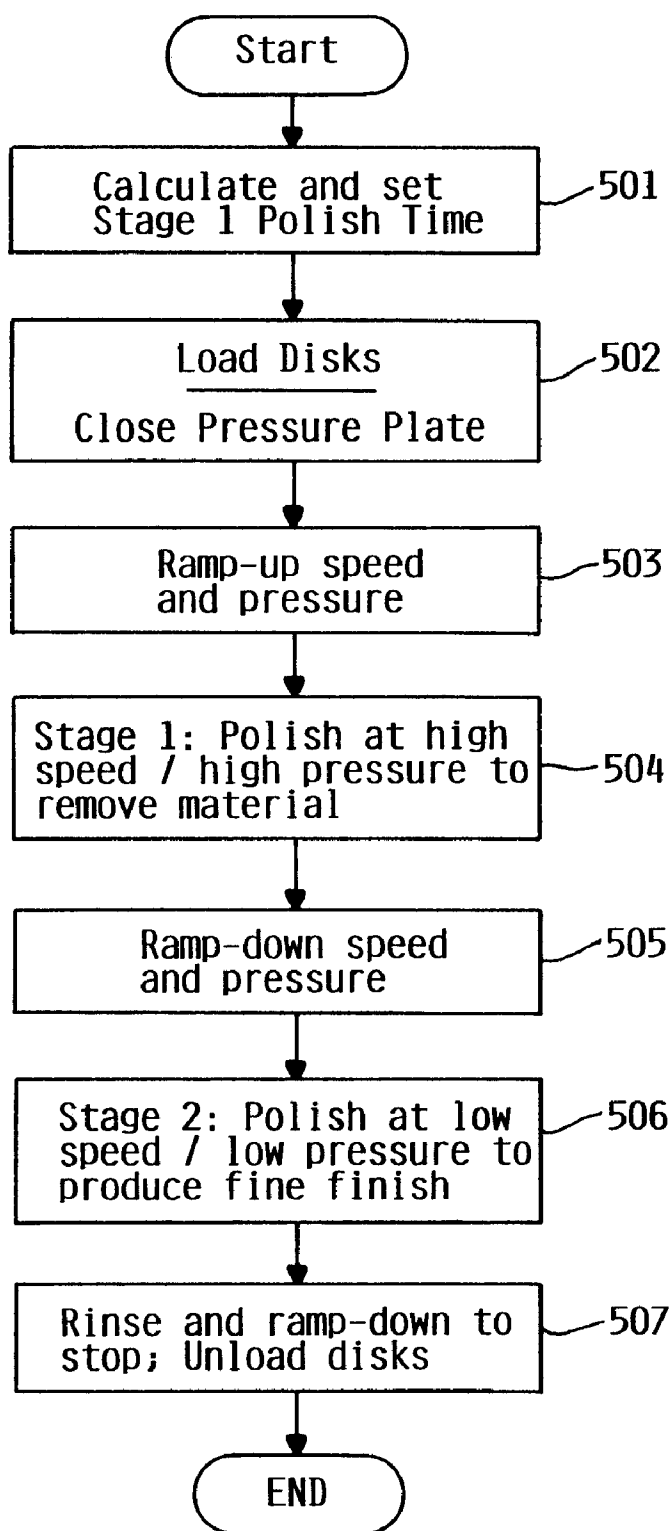 Start
Calculate and set
Stage 1 Polish Time
501
Load Disks
Close Pressure Plate
502
Ramp-up speed
and pressure
503
Stage 1: Polish at high
speed / high pressure to
remove material
504
Ramp-down speed
and pressure
505
Stage 2: Polish at low
speed / low pressure to
produce fine finish
506
Rinse and ramp-down to
stop; Unload disks
507
END